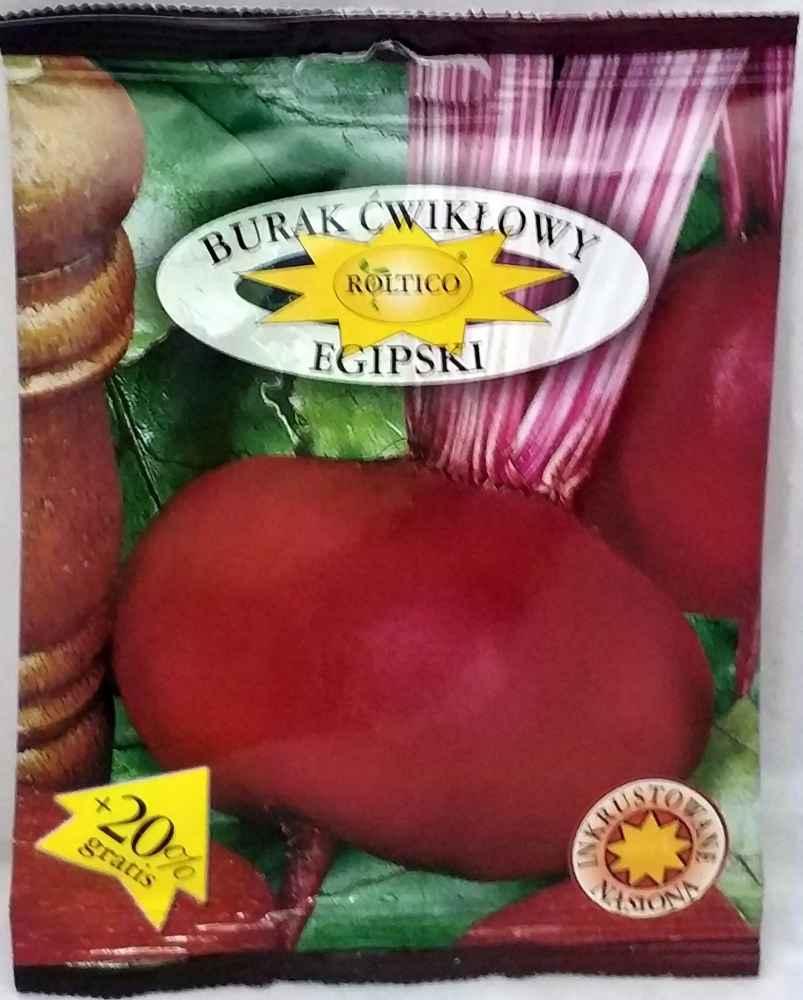 BURAK ĆWIKŁOWY
ROLTICO
EGIPSKI
+20%
gratis
INKRUSTOWANE
NASIONA